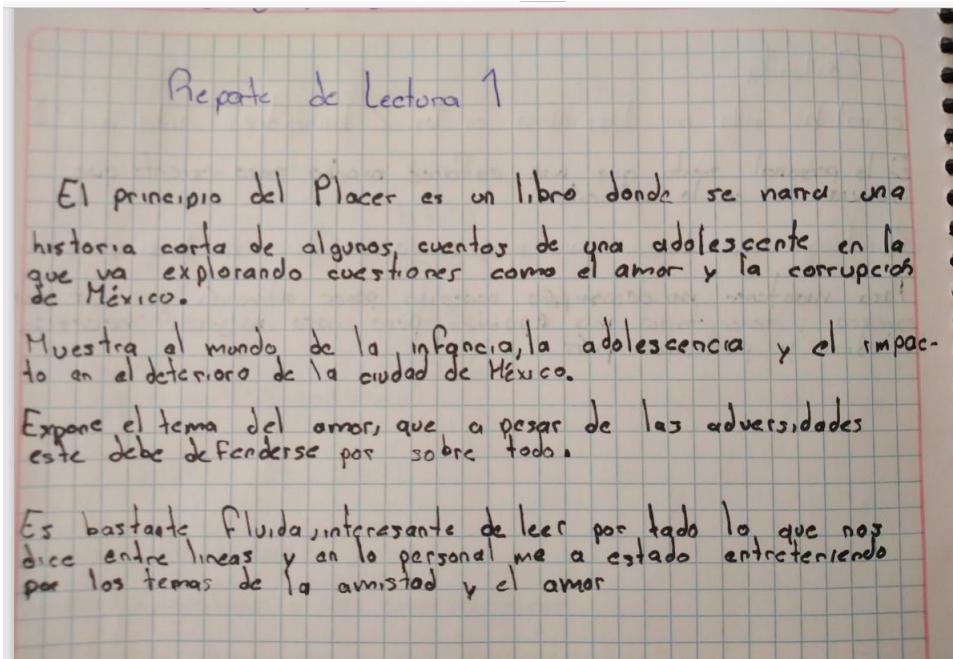 Reporte de Lectura 1
El principio del Placer es un libro donde se narra una
historia corta de algunos cuentos de una adolescente en la
que va explorando cuestiones como el amor y la corrupcion
de México.
Muestra el mundo de la infancia, la adolescencia y el impac-
to en el deterioro de la ciudad de México.
Expone el tema del amor, que a pesar de las adversidades
este debe defenderse por sobre todo.
Es bastante fluida, interesante de leer por todo lo que nos
dice entre lineas y en lo personal me a estado entreteniendo
por los temas de la amistad y el amor